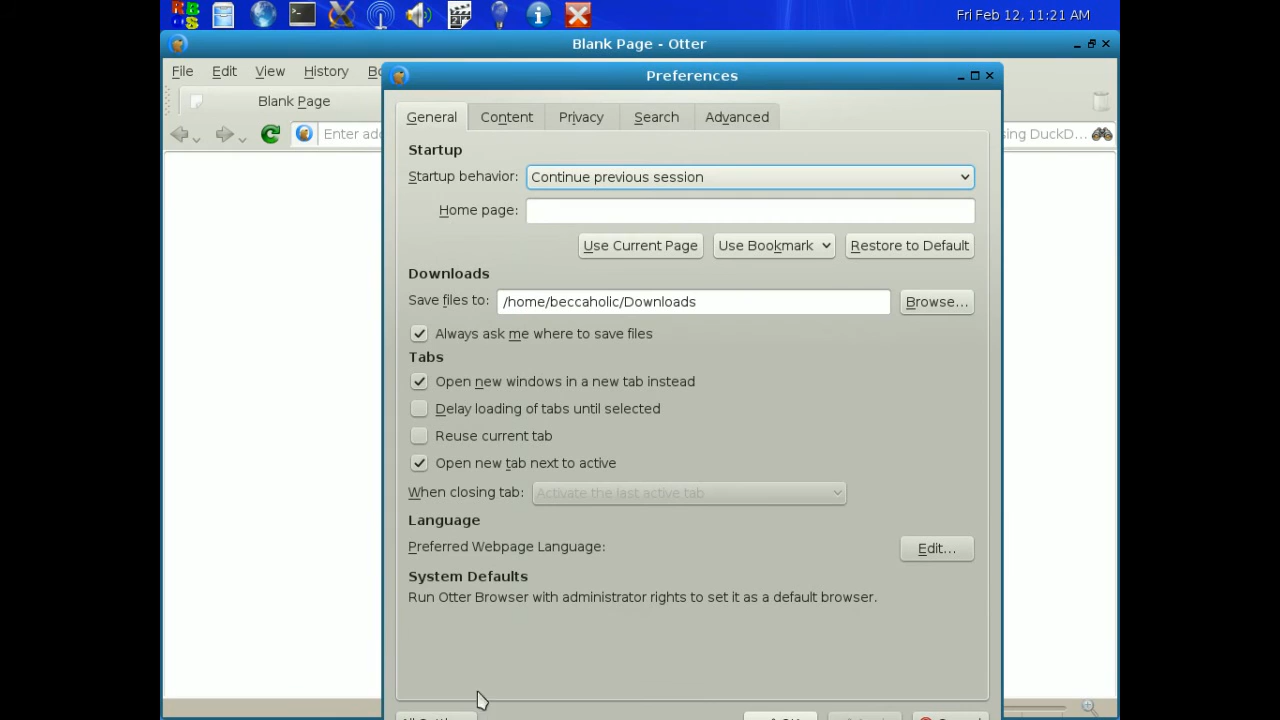 Fri Feb 12, 11:21 AM
Blank Page - Otter
File Edit View History
Preferences
Blank Page
General Content Privacy Search Advanced
Enter
DuckD...
Startup
Startup behavior: Continue previous session
Home page:
Use Current Page Use Bookmark Restore to Default
Downloads
Save files to: /home/beccaholic/Downloads Browse...
Always ask me where to save files
Tabs
Open new windows in a new tab instead
Delay loading of tabs until selected
Reuse current tab
Open new tab next to active
When closing tab: Activate the last active tab
Language
Preferred Webpage Language: Edit...
System Defaults
Run Otter Browser with administrator rights to set it as a default browser.